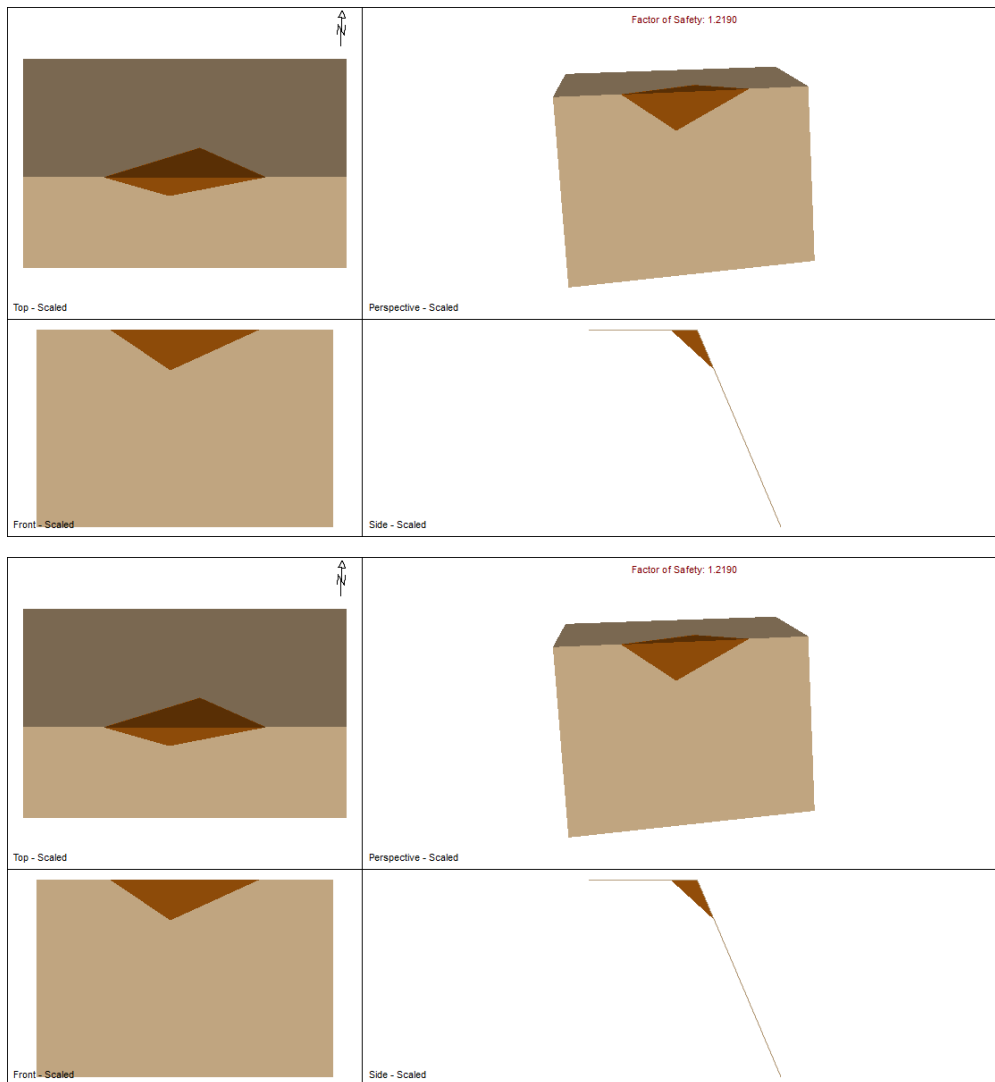 N
Factor of Safety: 1.2190
Top - Scaled
Perspective - Scaled
Front - Scaled
Side - Scaled
N
Factor of Safety: 1.2190
Top - Scaled
Perspective - Scaled
Front - Scaled
Side - Scaled